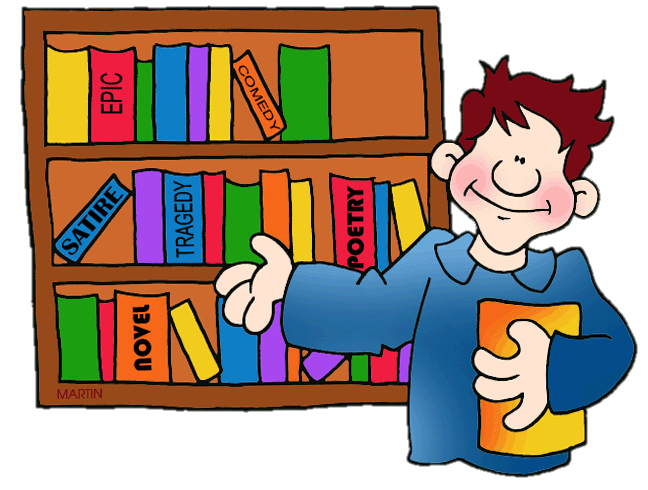 EPIC
COMEDY
SATIRE
TRAGEDY
POETRY
NOVEL
MARTIN